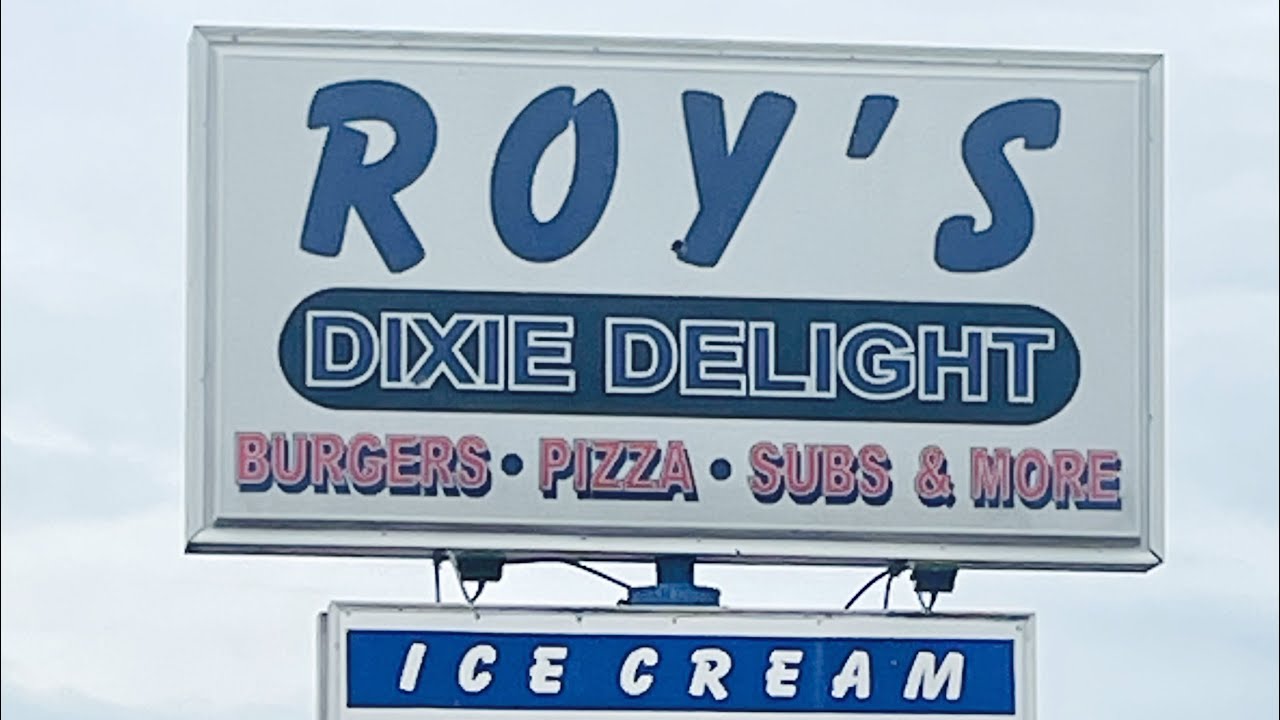 ROY'S
DIXIE DELIGHT
BURGERS • PIZZA • SUBS & MORE
ICE CREAM